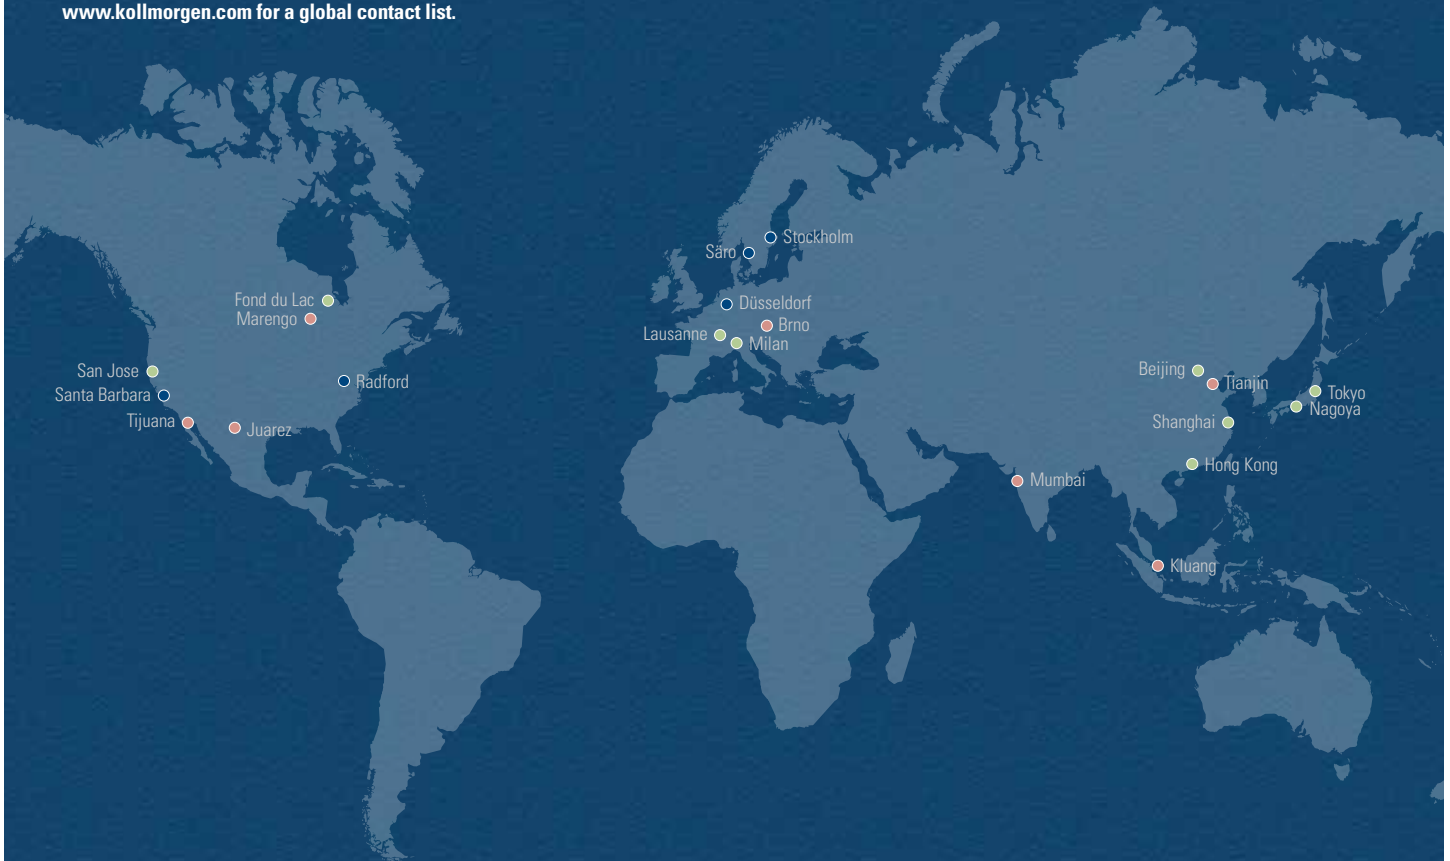 www.kollmorgen.com for a global contact list.
Stockholm
Säro
Fond du Lac
Düsseldorf
Marengo
Brno
Lausanne
Milan
San Jose
Beijing
Radford
Tianjin
Santa Barbara
Tokyo
Nagoya
Tijuana
Shanghai
Juarez
Hong Kong
Mumbai
Kluang